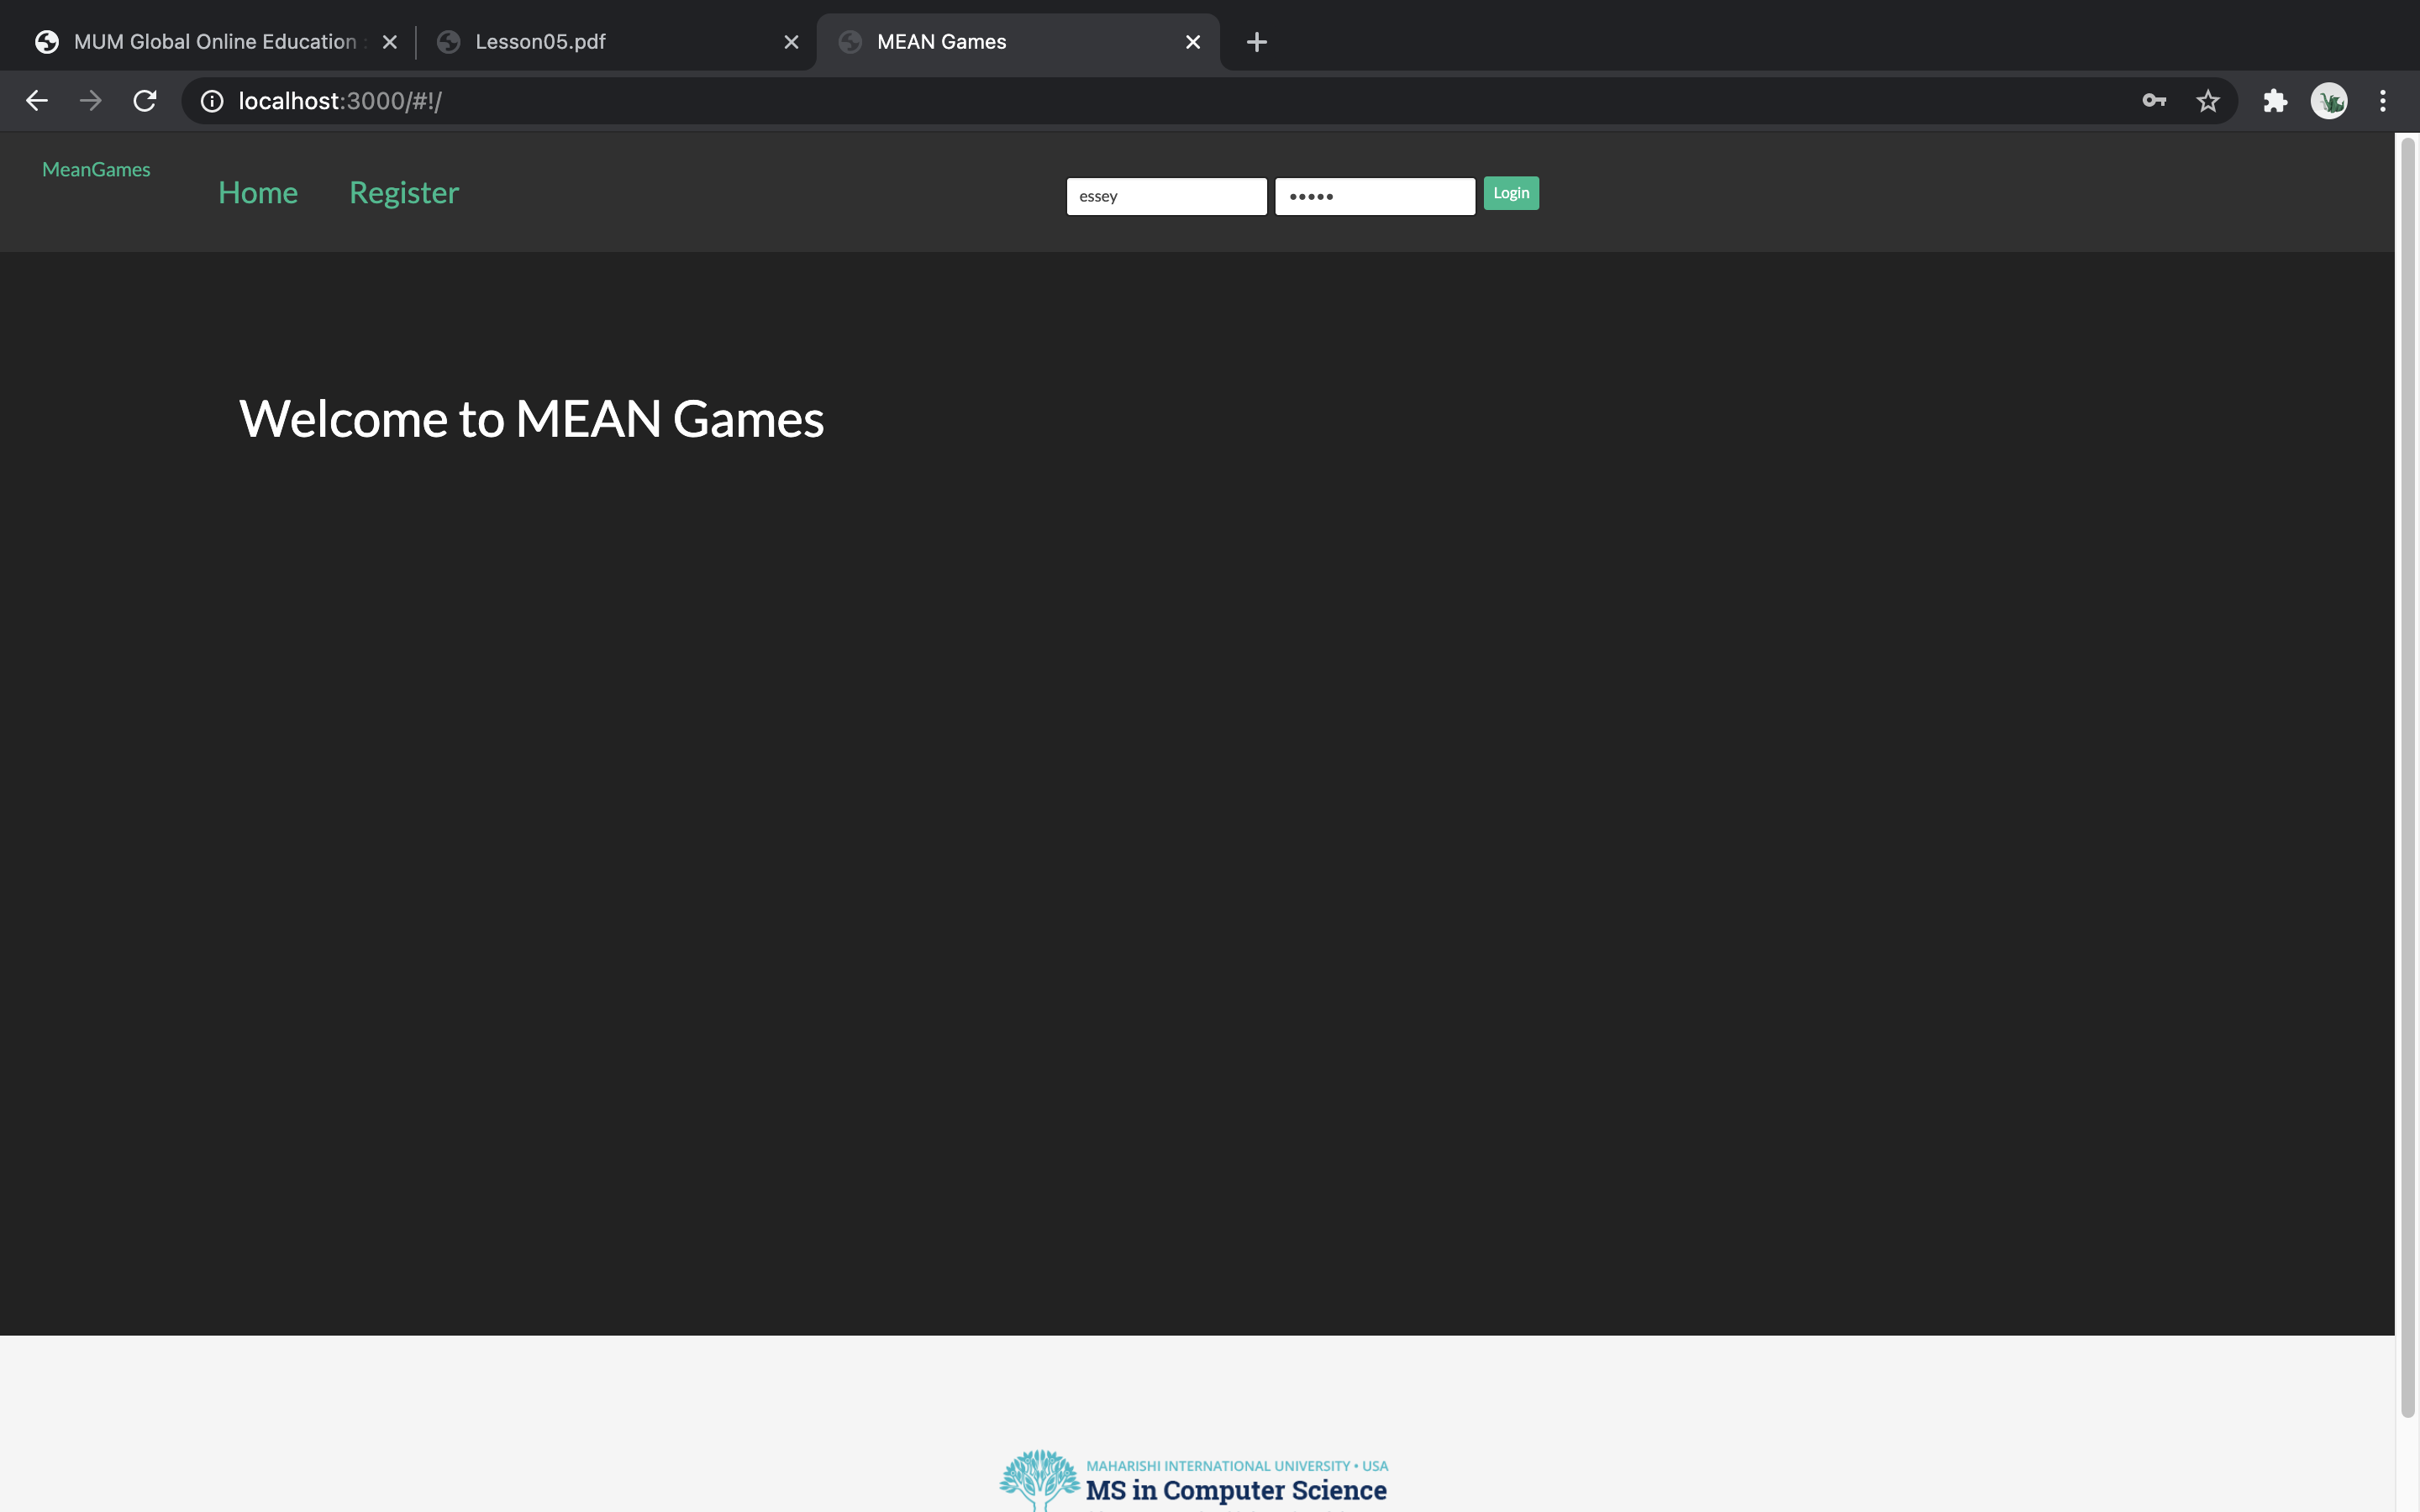 MUM Global Online Education
Lesson05.pdf
MEAN Games
localhost:3000/#!/
MeanGames
Home
Register
essey
•••••
Login
Welcome to MEAN Games
MAHARISHI INTERNATIONAL UNIVERSITY • USA
MS in Computer Science